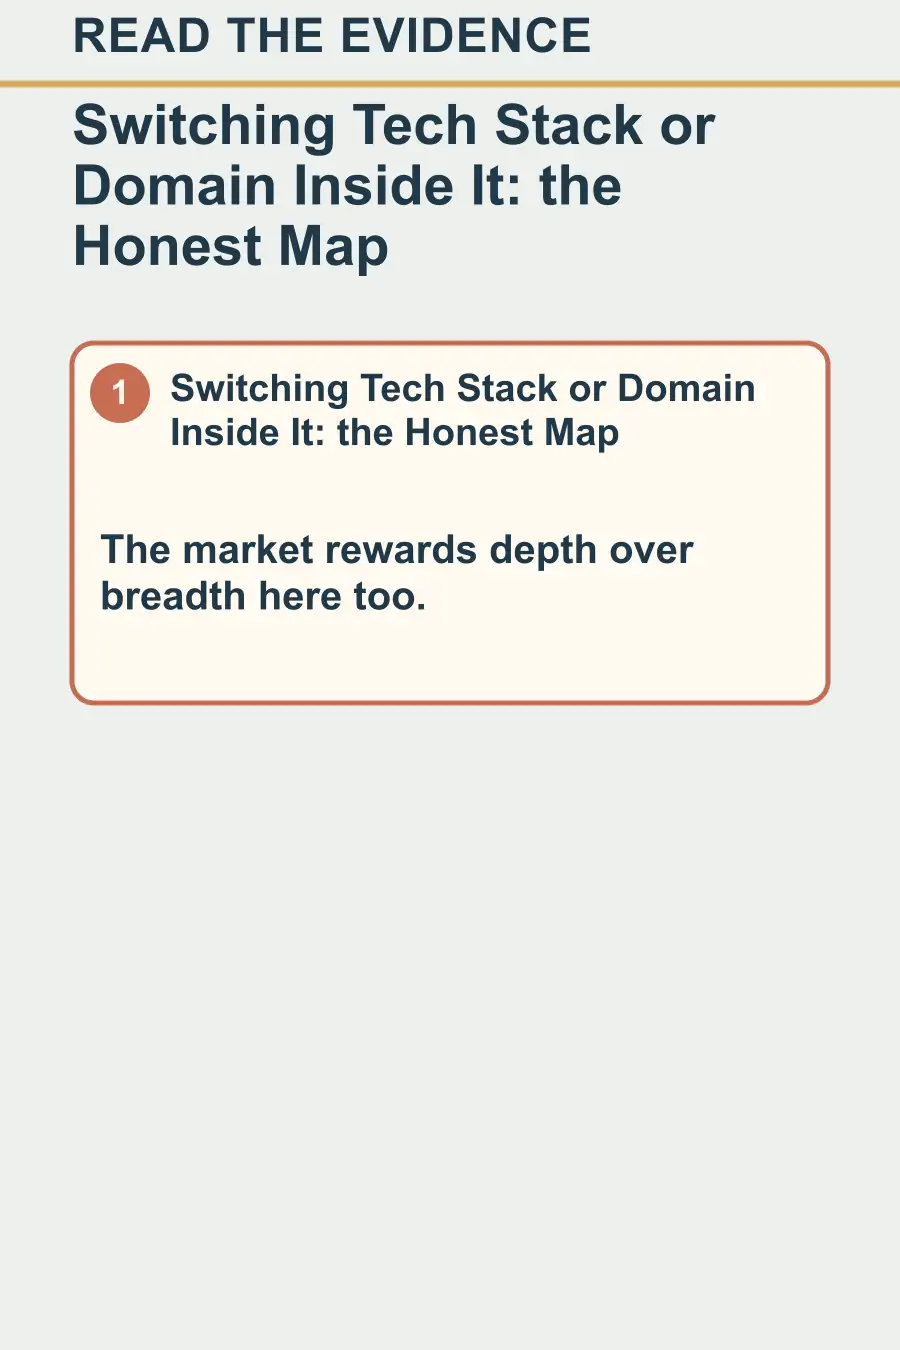 READ THE EVIDENCE
Switching Tech Stack or
Domain Inside It: the
Honest Map
1
Switching Tech Stack or Domain
Inside It: the Honest Map
The market rewards depth over
breadth here too.